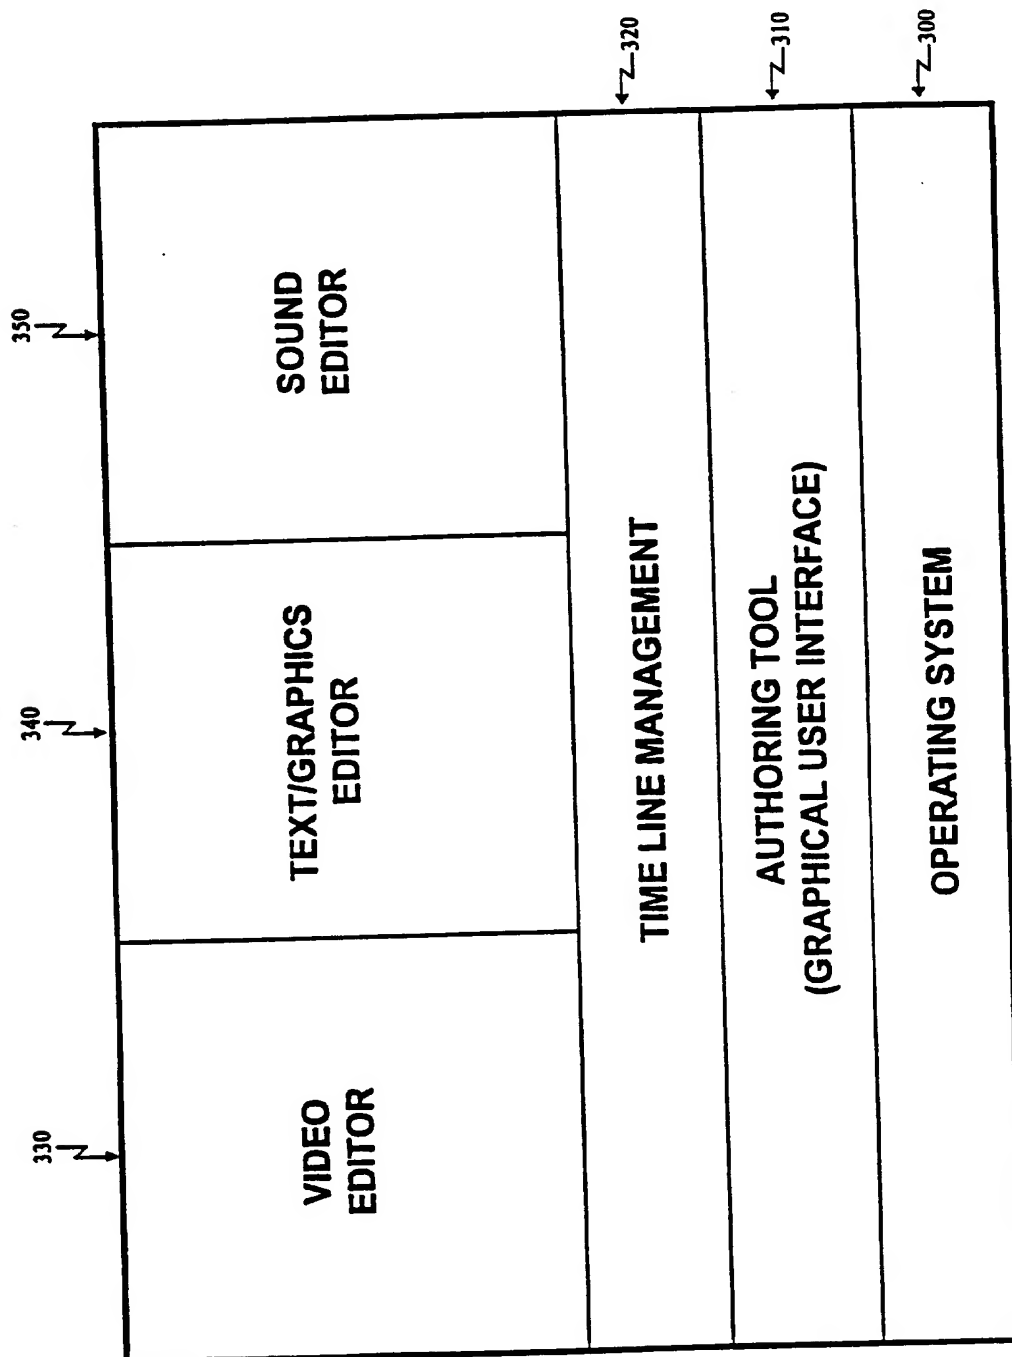 330
340
350
VIDEO
EDITOR
TEXT/GRAPHICS
EDITOR
SOUND
EDITOR
TIME LINE MANAGEMENT
320
AUTHORING TOOL
(GRAPHICAL USER INTERFACE)
310
OPERATING SYSTEM
300